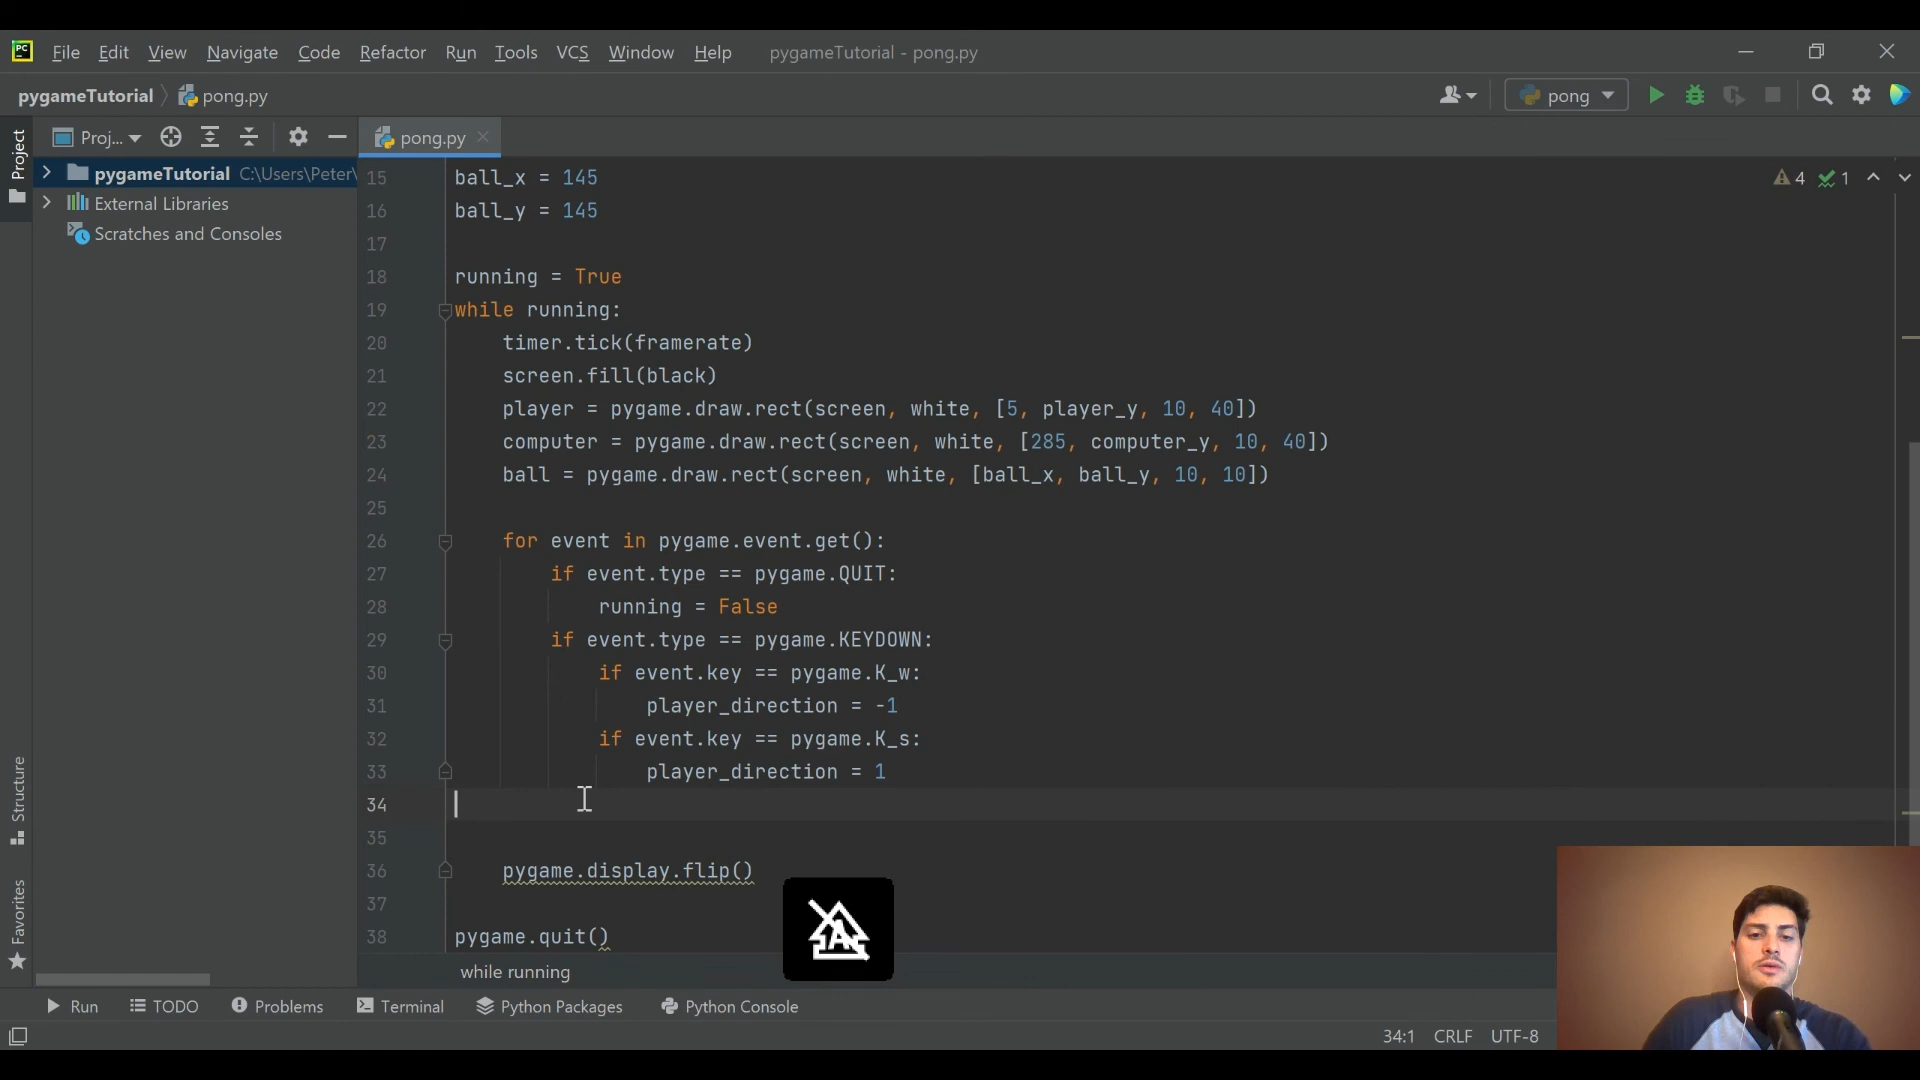 PC File Edit View Navigate Code Refactor Run Tools VCS Window Help pygameTutorial - pong.py
pygameTutorial pong.py pong
Project
Proj... pong.py
pygameTutorial C:\Users\Peter\
External Libraries
Scratches and Consoles
4 1
15 ball_x = 145
16 ball_y = 145
17
18 running = True
19 while running:
20 timer.tick(framerate)
21 screen.fill(black)
22 player = pygame.draw.rect(screen, white, [5, player_y, 10, 40])
23 computer = pygame.draw.rect(screen, white, [285, computer_y, 10, 40])
24 ball = pygame.draw.rect(screen, white, [ball_x, ball_y, 10, 10])
25
26 for event in pygame.event.get():
27 if event.type == pygame.QUIT:
28 running = False
29 if event.type == pygame.KEYDOWN:
30 if event.key == pygame.K_w:
31 player_direction = -1
32 if event.key == pygame.K_s:
33 player_direction = 1
34
35
36 pygame.display.flip()
37
38 pygame.quit()
A
while running
Structure
Favorites
Run TODO Problems Terminal Python Packages Python Console
34:1 CRLF UTF-8